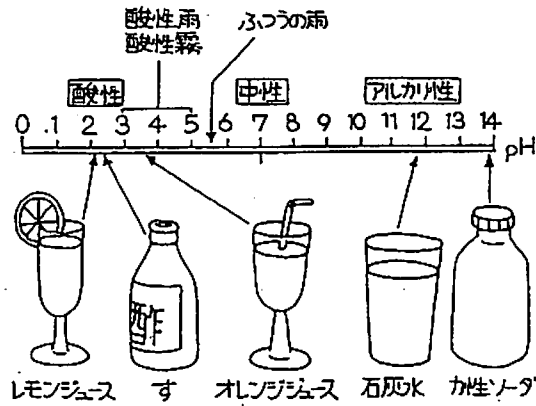 酸性雨
酸性霧
ふつうの雨
酸性
中性
アルカリ性
0 1 2 3 4 5 6 7 8 9 10 11 12 13 14 pH
酢
レモンジュース
す
オレンジジュース
石灰水
カ性ソーダ